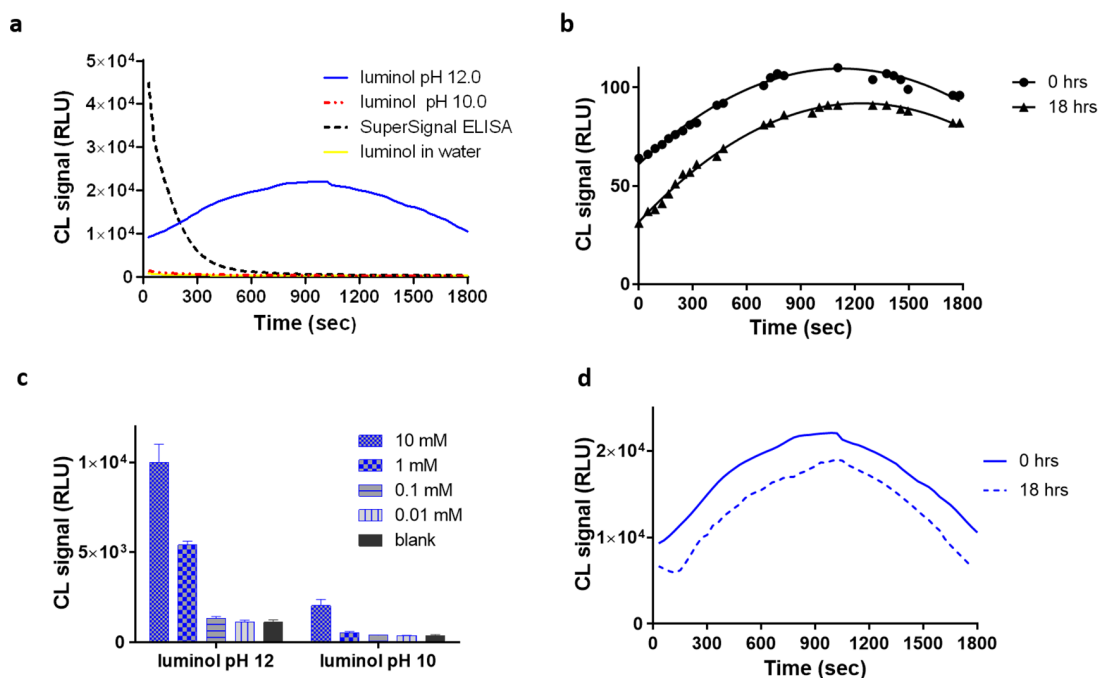 a
5×10⁴
4×10⁴
3×10⁴
2×10⁴
1×10⁴
0
CL signal (RLU)
0 300 600 900 1200 1500 1800
Time (sec)
luminol pH 12.0
luminol pH 10.0
SuperSignal ELISA
luminol in water
b
100
50
0
CL signal (RLU)
0 300 600 900 1200 1500 1800
Time (sec)
0 hrs
18 hrs
c
1×10⁴
5×10³
0
CL signal (RLU)
luminol pH 12 luminol pH 10
10 mM
1 mM
0.1 mM
0.01 mM
blank
d
2×10⁴
1×10⁴
0
CL signal (RLU)
0 300 600 900 1200 1500 1800
Time (sec)
0 hrs
18 hrs